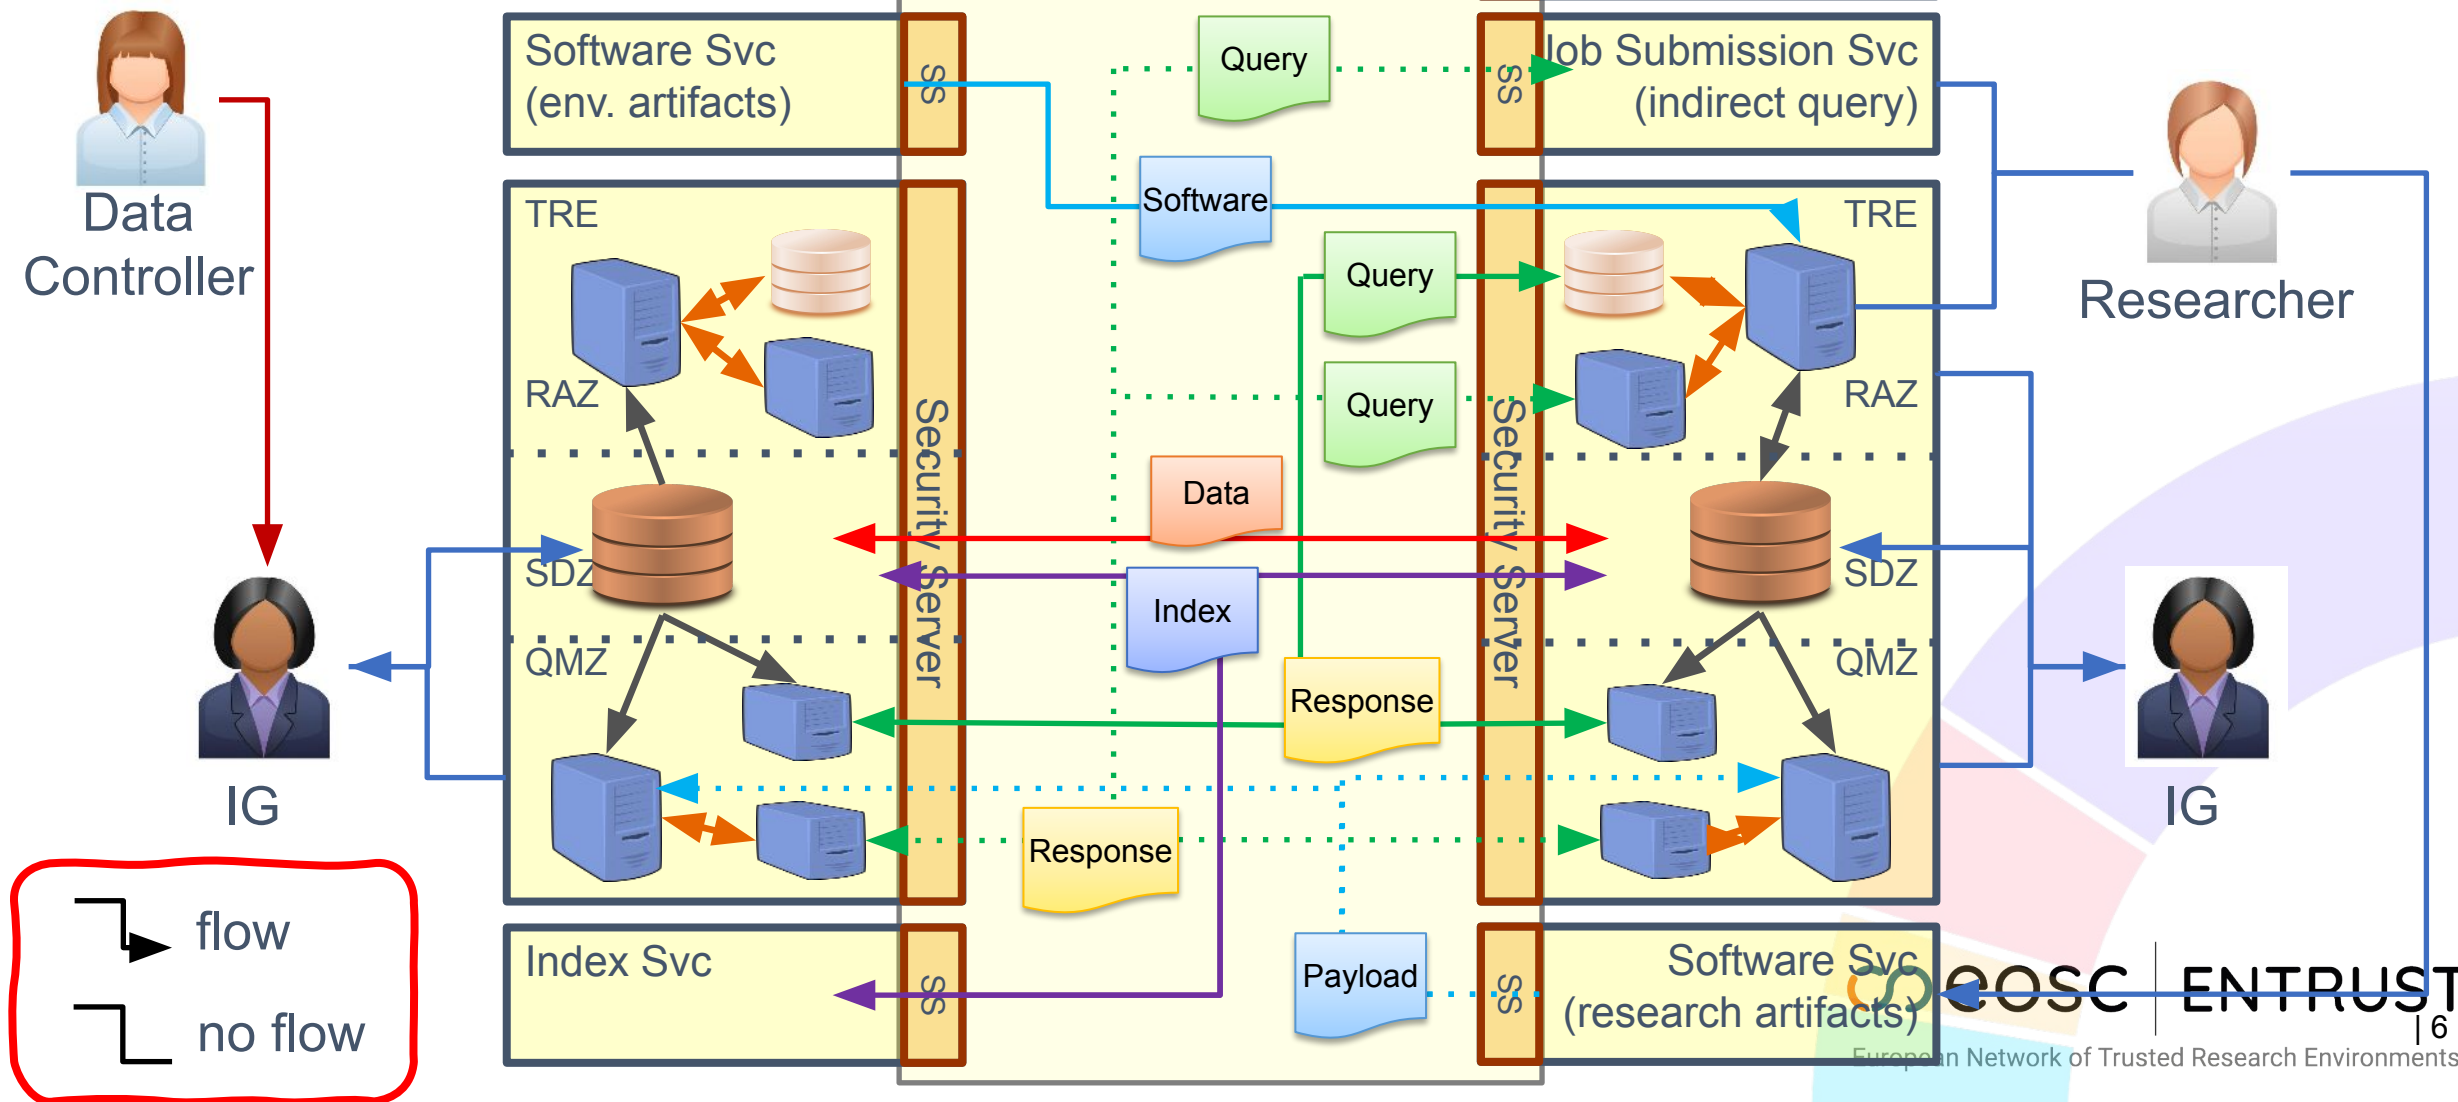 Software Svc
(env. artifacts)
SS
Query
SS
Job Submission Svc
(indirect query)
Data
Controller
Researcher
TRE
RAZ
SDZ
QMZ
Security Server
Software
Query
Query
Data
Index
Response
Response
Payload
Security Server
TRE
RAZ
SDZ
QMZ
IG
IG
flow
no flow
Index Svc
SS
SS
Software Svc
(research artifacts)
eosc | ENTRUST
| 6
European Network of Trusted Research Environments